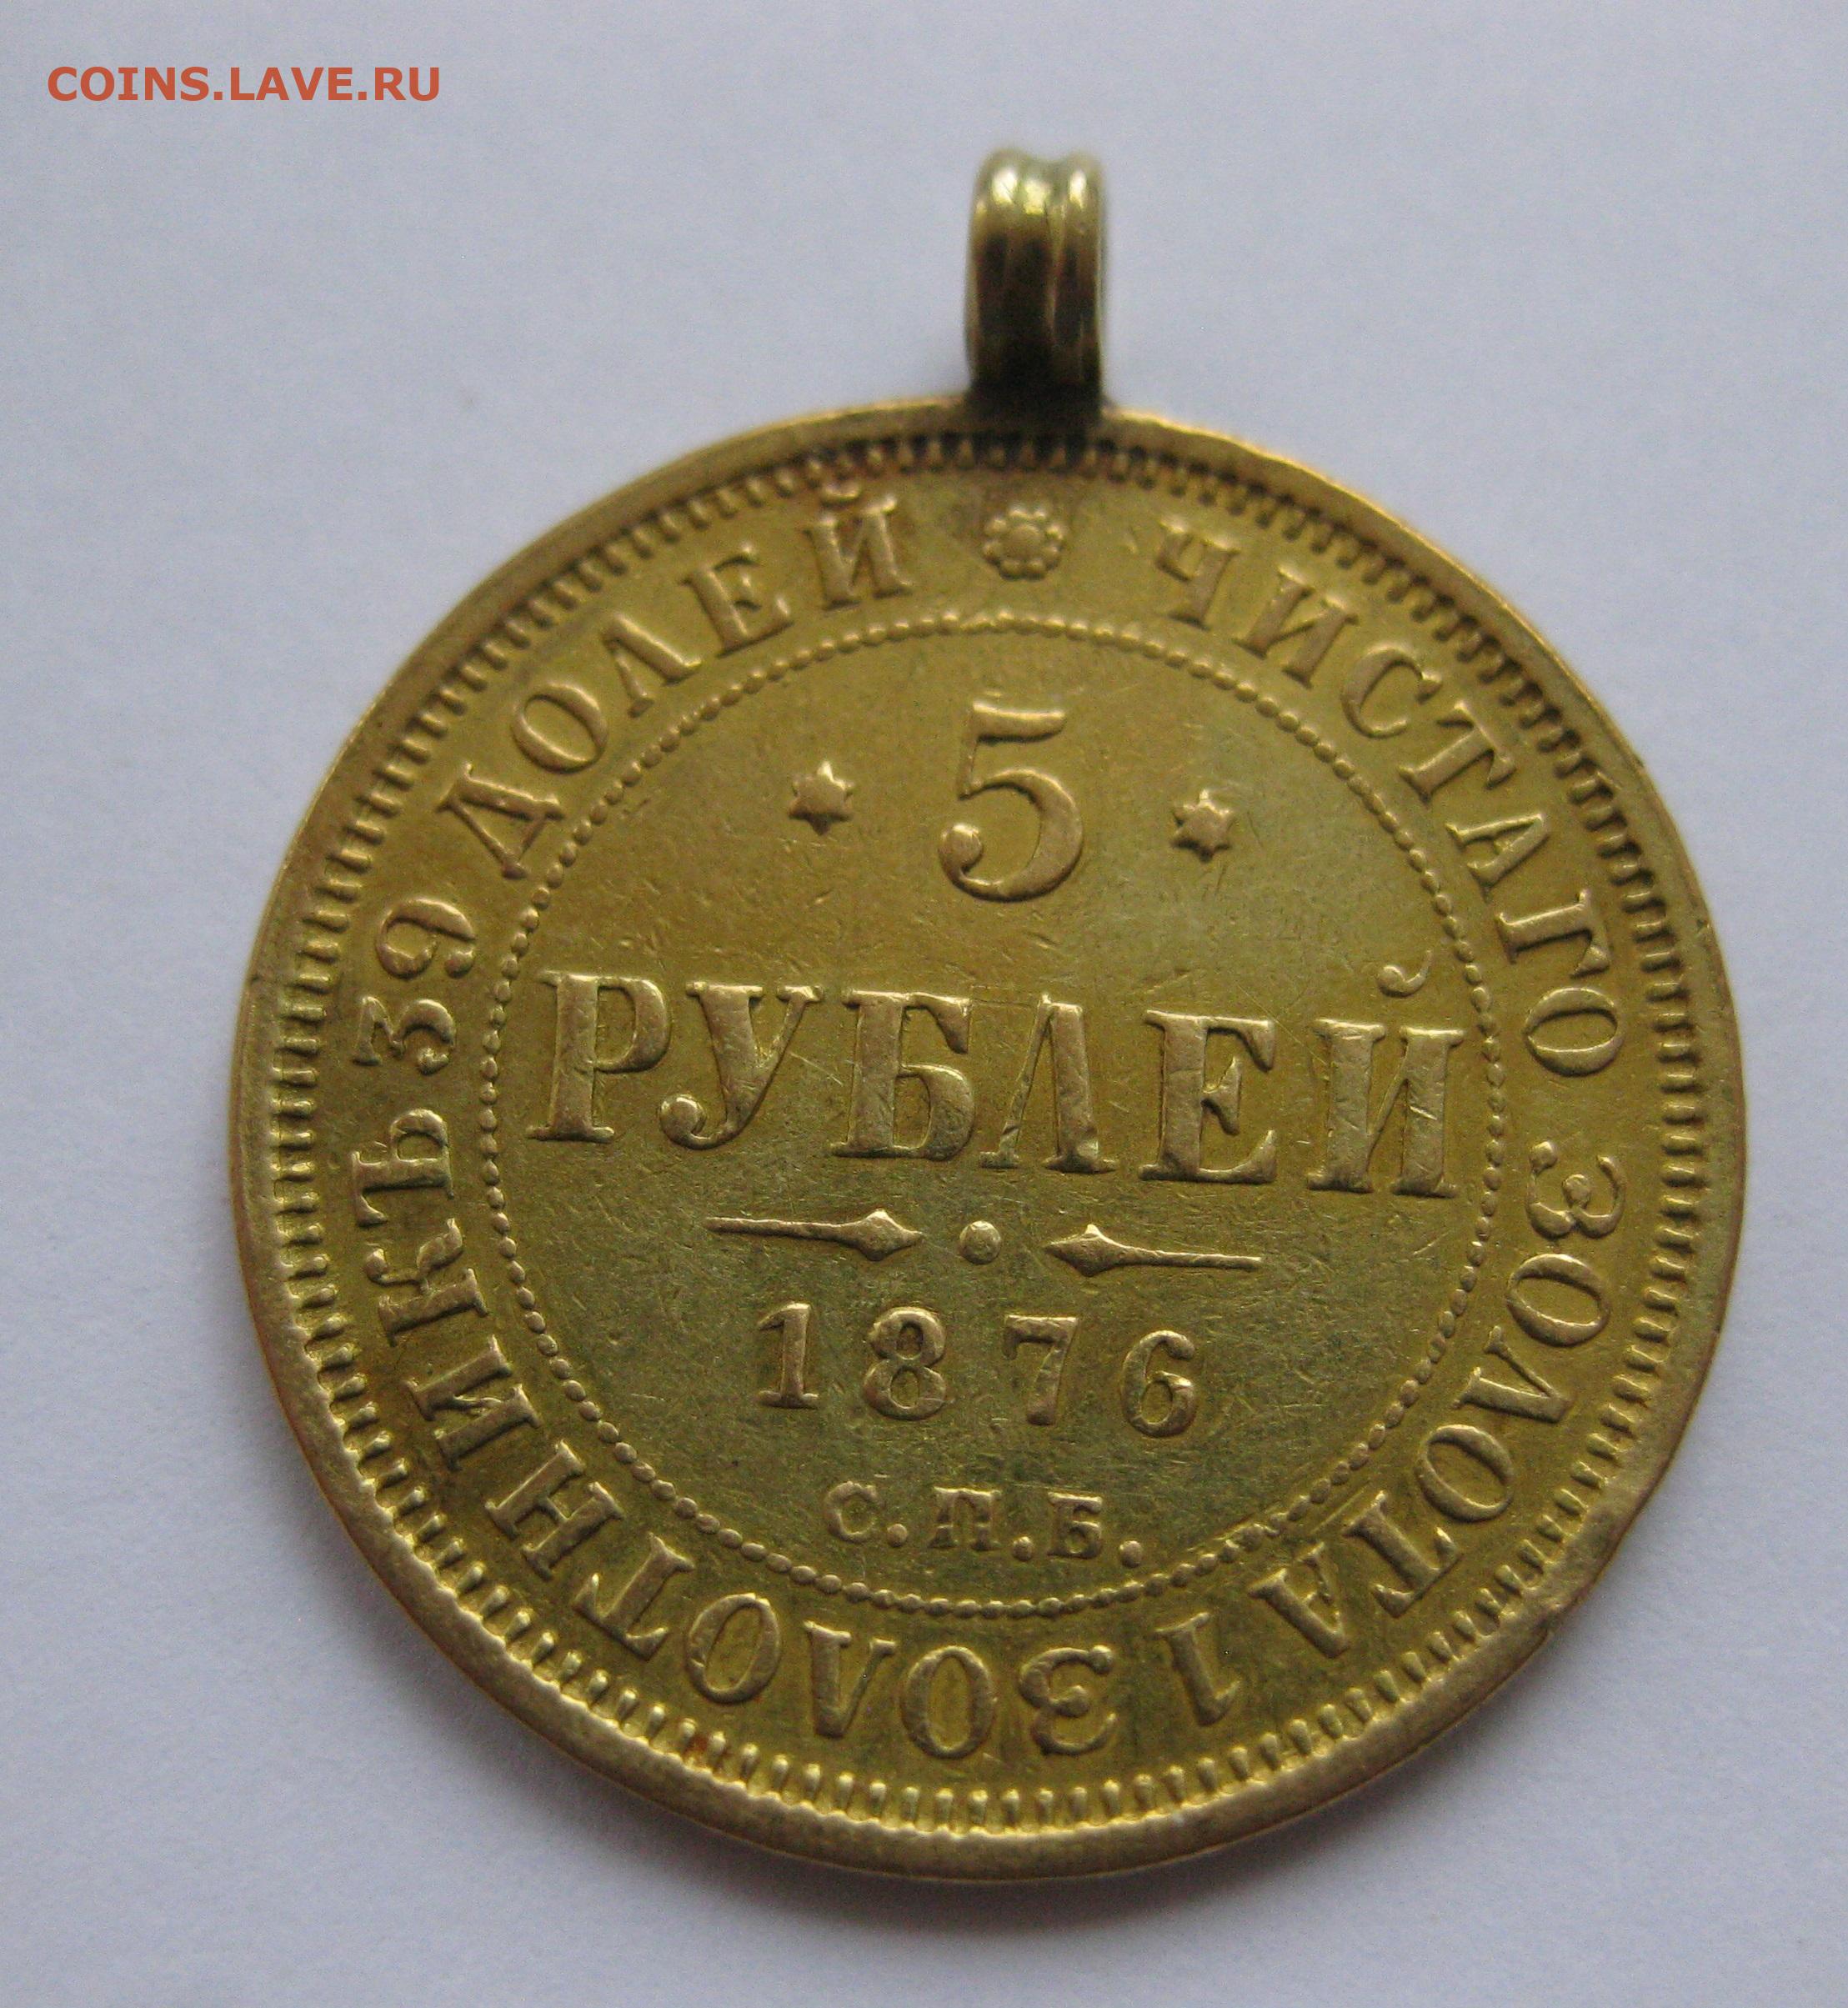 COINS.LAVE.RU
ЧИСТАГО ЗОЛОТА 1 ЗОЛОТНИКЪ 39 ДОЛЕЙ
5
РУБЛЕЙ
1876
С.П.Б.